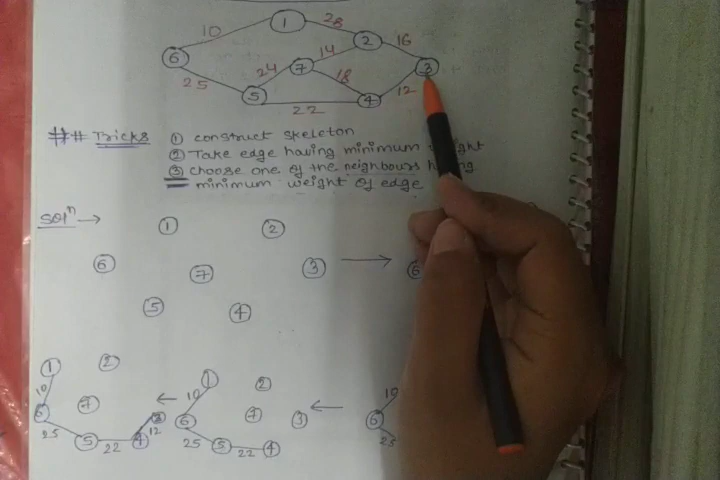 1
10
28
2
16
6
14
7
3
24
18
25
5
22
4
12
### Tricks ① construct skeleton
② Take edge having minimum
③ choose one of the neighbours
minimum weight of edge
Solⁿ →
① ②
⑥ ⑦ ③ → ⑥
⑤ ④
① ② ① ②
10 10 10
7 ← ⑥ 7 ③ ← ⑥
25 12 25 25
⑤ 22 ④ ⑤ 22 ④